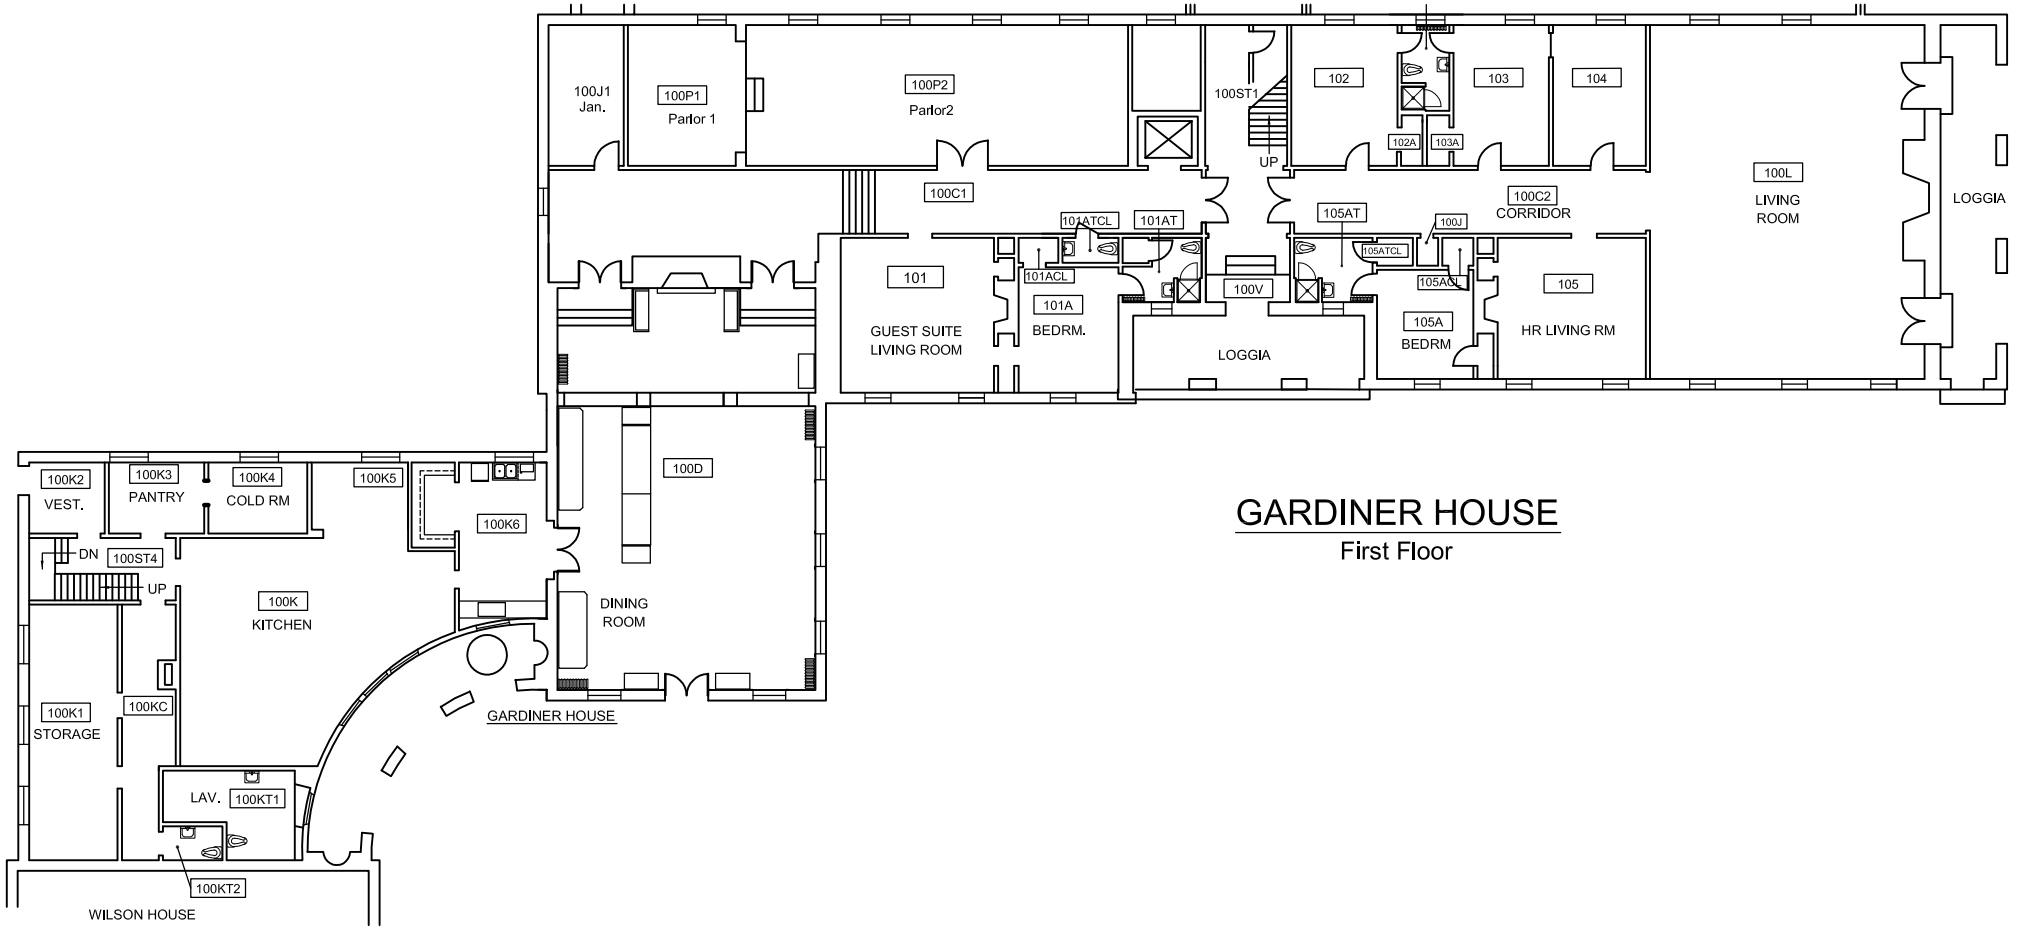 100J1
Jan.
100P1
Parlor 1
100P2
Parlor2
100ST1
UP
102
102A
103
103A
104
100L
LIVING
ROOM
LOGGIA
100C1
100C2
CORRIDOR
101ATCL
101AT
105AT
100J
105ATCL
101
GUEST SUITE
LIVING ROOM
101ACL
101A
BEDRM.
100V
LOGGIA
105ACL
105A
BEDRM
105
HR LIVING RM
100K2
VEST.
100K3
PANTRY
100K4
COLD RM
100K5
100K6
100D
DINING
ROOM
GARDINER HOUSE
First Floor
DN
100ST4
UP
100K
KITCHEN
100K1
STORAGE
100KC
GARDINER HOUSE
LAV.
100KT1
100KT2
WILSON HOUSE